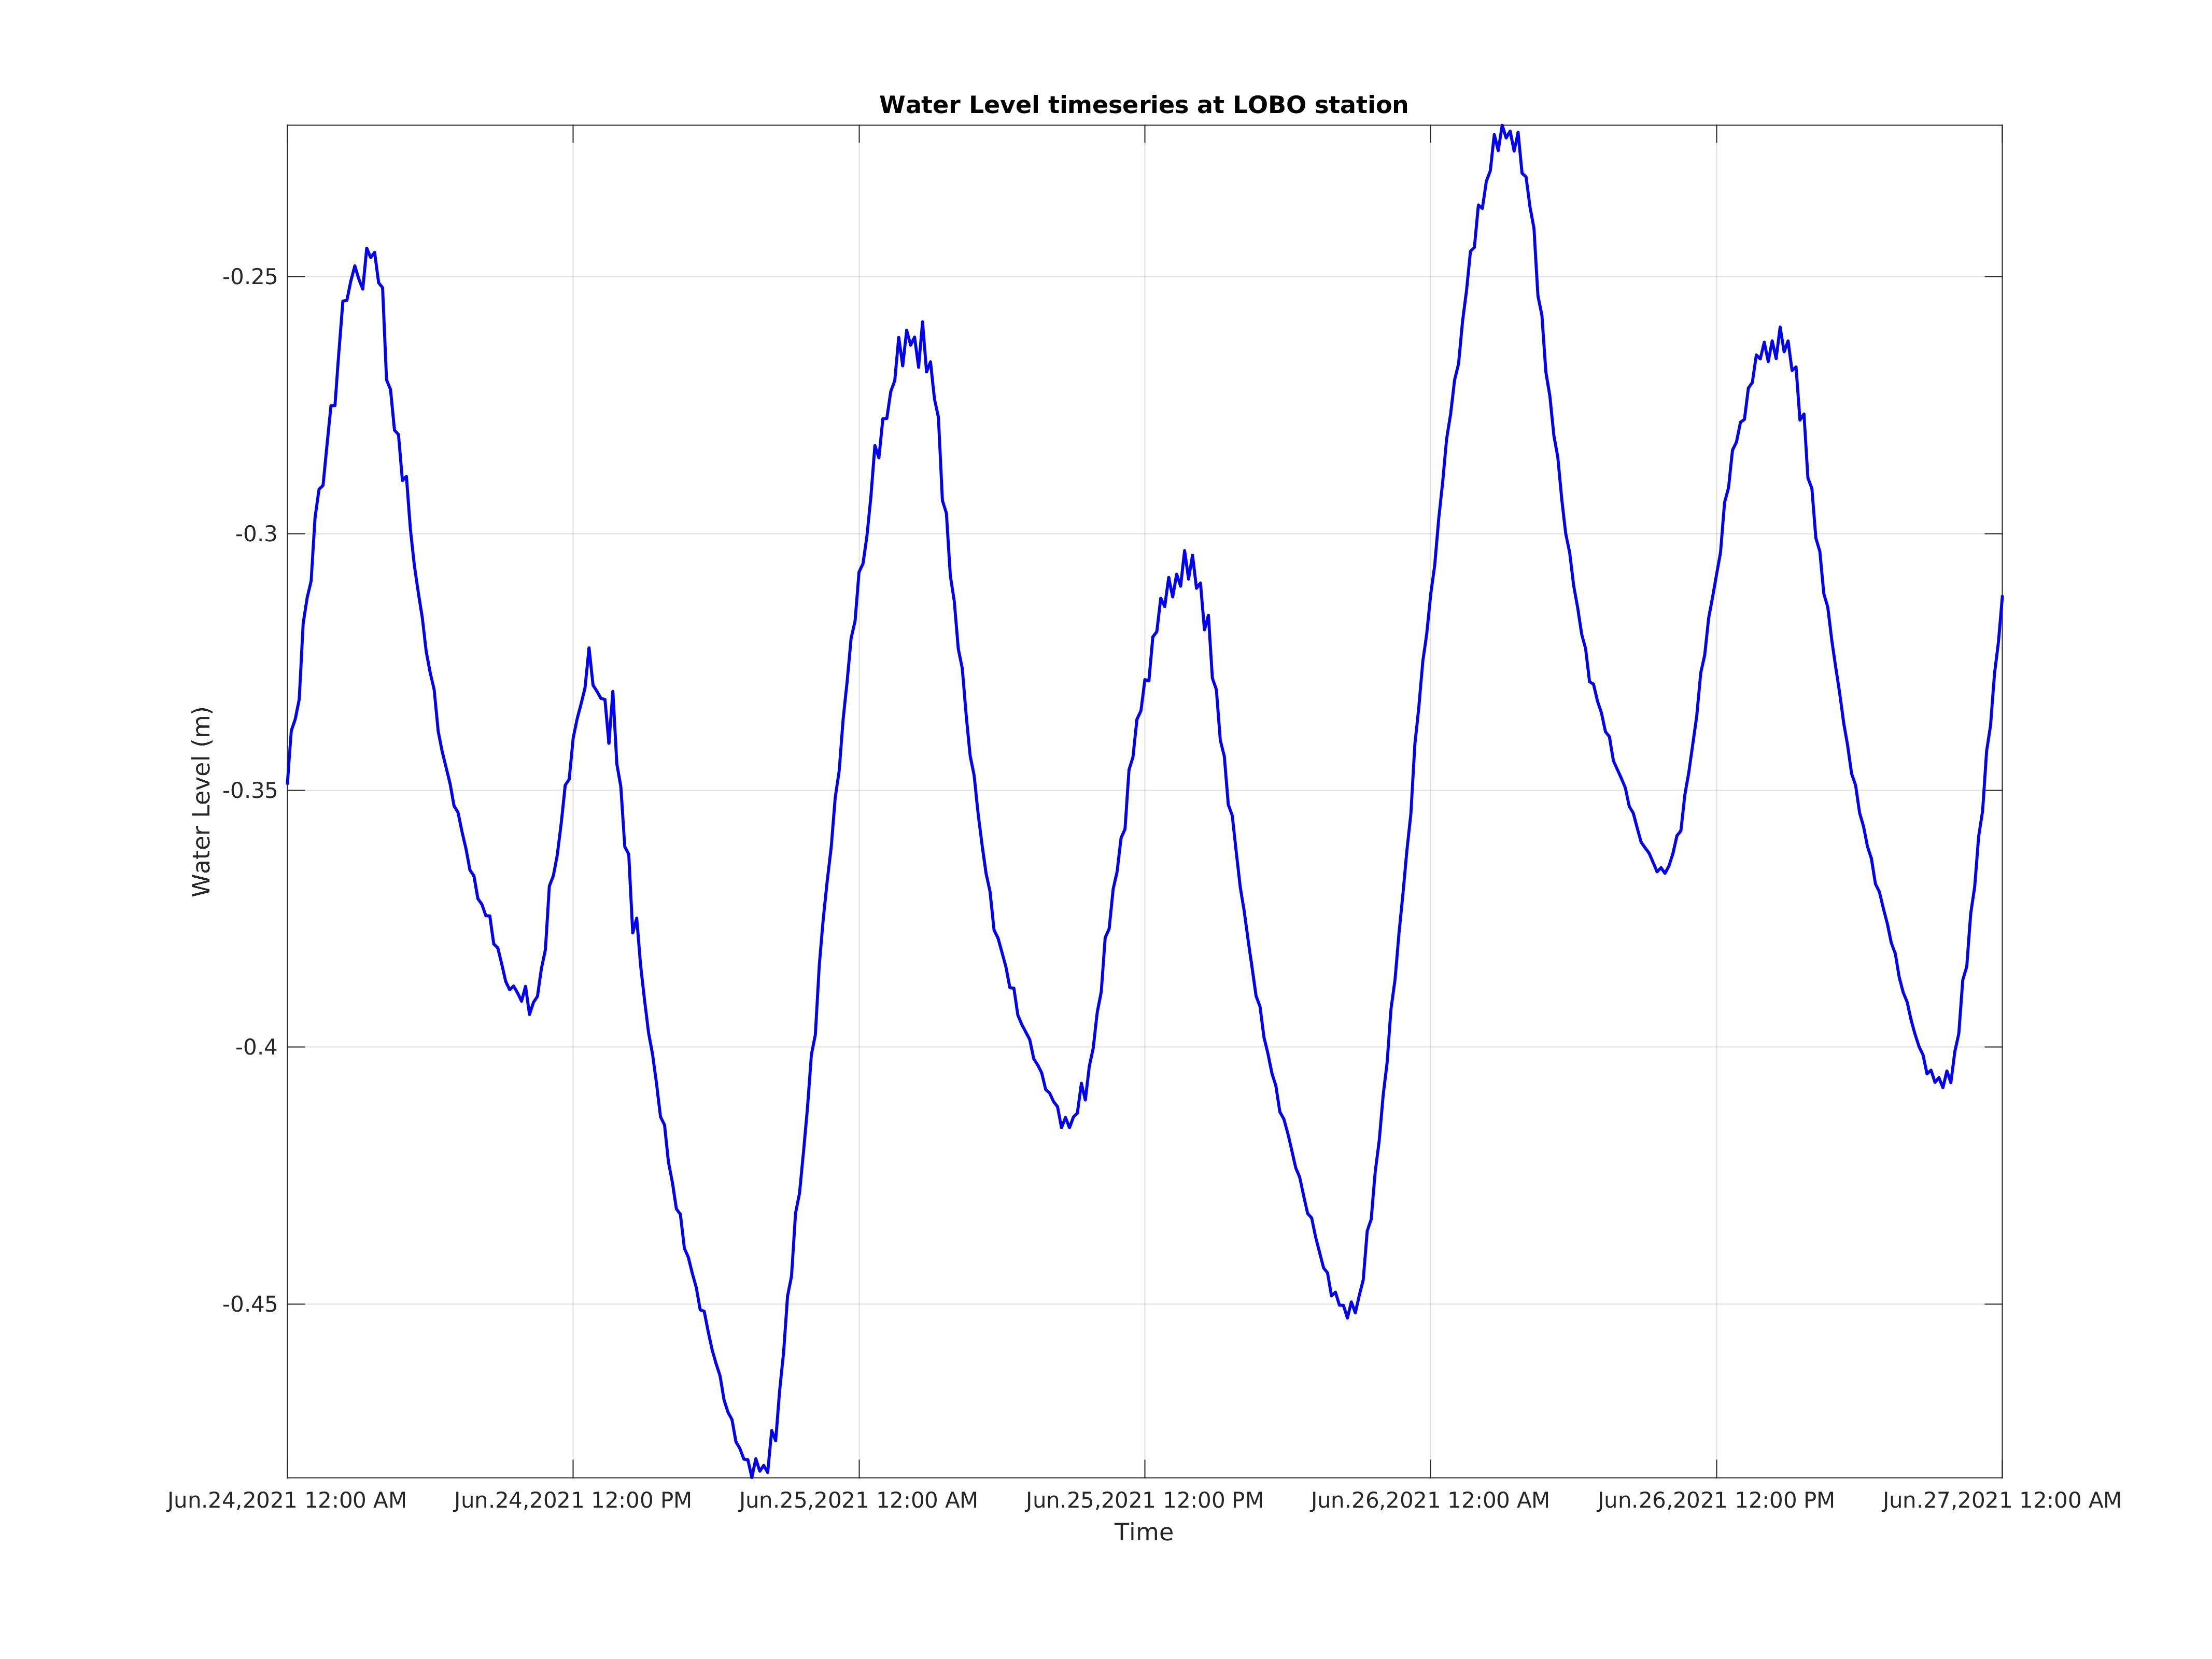 Water Level timeseries at LOBO station
-0.25
-0.3
-0.35
-0.4
-0.45
Water Level (m)
Jun.24,2021 12:00 AM
Jun.24,2021 12:00 PM
Jun.25,2021 12:00 AM
Jun.25,2021 12:00 PM
Jun.26,2021 12:00 AM
Jun.26,2021 12:00 PM
Jun.27,2021 12:00 AM
Time